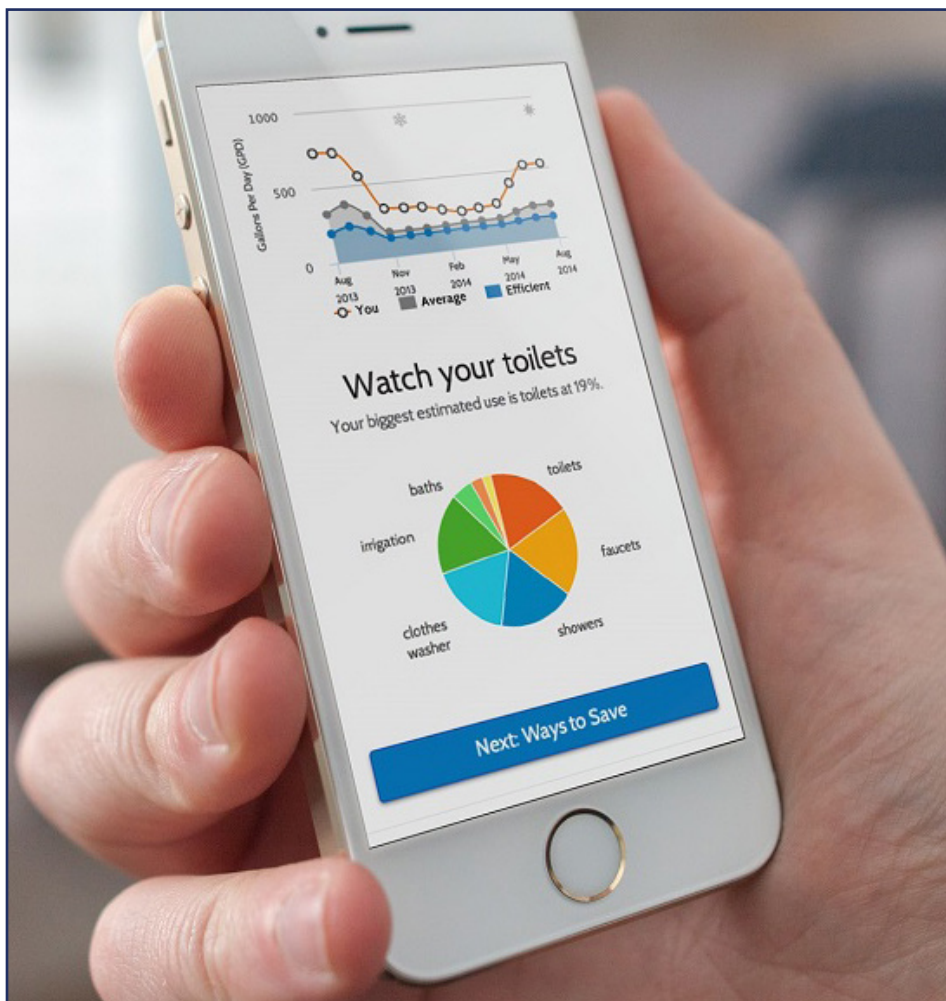 1000
500
0
Gallons Per Day (GPD)
Aug
2013
Nov
2013
Feb
2014
May
2014
Aug
2014
You
Average
Efficient
Watch your toilets
Your biggest estimated use is toilets at 19%.
baths
toilets
irrigation
faucets
clothes
washer
showers
Next: Ways to Save